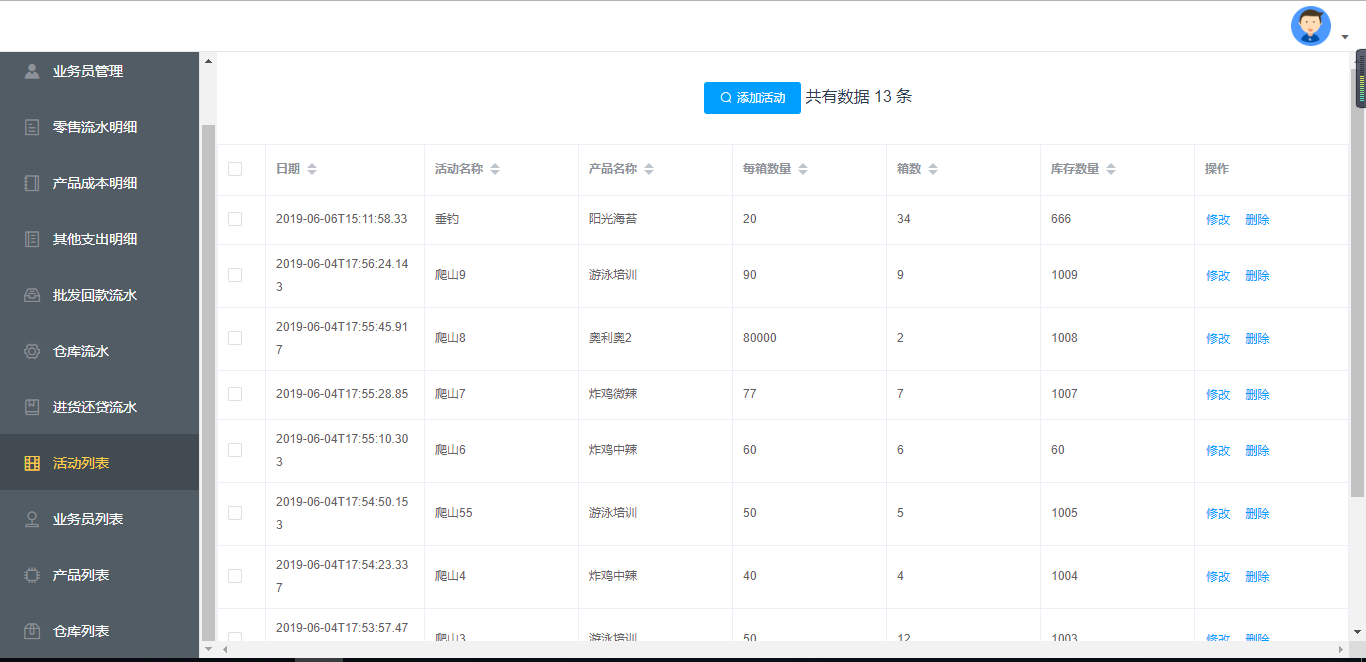 业务员管理
零售流水明细
产品成本明细
其他支出明细
批发回款流水
仓库流水
进货还贷流水
活动列表
业务员列表
产品列表
仓库列表
添加活动 共有数据 13 条
日期 活动名称 产品名称 每箱数量 箱数 库存数量 操作
2019-06-06T15:11:58.33 垂钓 阳光海苔 20 34 666 修改 删除
2019-06-04T17:56:24.14
3 爬山9 游泳培训 90 9 1009 修改 删除
2019-06-04T17:55:45.91
7 爬山8 奥利奥2 80000 2 1008 修改 删除
2019-06-04T17:55:28.85 爬山7 炸鸡微辣 77 7 1007 修改 删除
2019-06-04T17:55:10.30
3 爬山6 炸鸡中辣 60 6 60 修改 删除
2019-06-04T17:54:50.15
3 爬山55 游泳培训 50 5 1005 修改 删除
2019-06-04T17:54:23.33
7 爬山4 炸鸡中辣 40 4 1004 修改 删除
2019-06-04T17:53:57.47 爬山3 游泳培训 50 12 1003 修改 删除